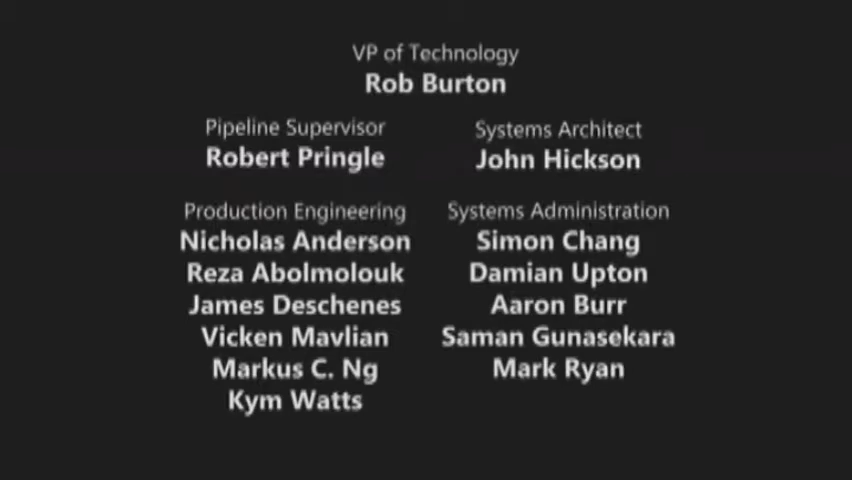 VP of Technology
Rob Burton
Pipeline Supervisor
Robert Pringle
Systems Architect
John Hickson
Production Engineering
Nicholas Anderson
Reza Abolmolouk
James Deschenes
Vicken Mavlian
Markus C. Ng
Kym Watts
Systems Administration
Simon Chang
Damian Upton
Aaron Burr
Saman Gunasekara
Mark Ryan